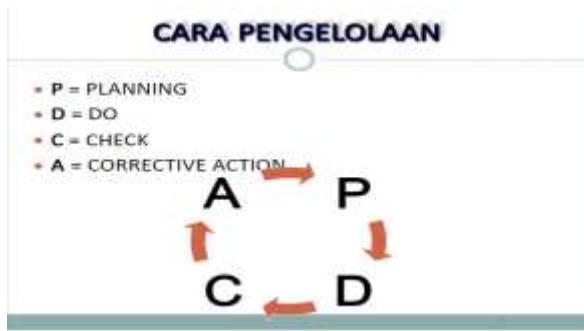 CARA PENGELOLAAN
• P = PLANNING
• D = DO
• C = CHECK
• A = CORRECTIVE ACTION
A P
C D